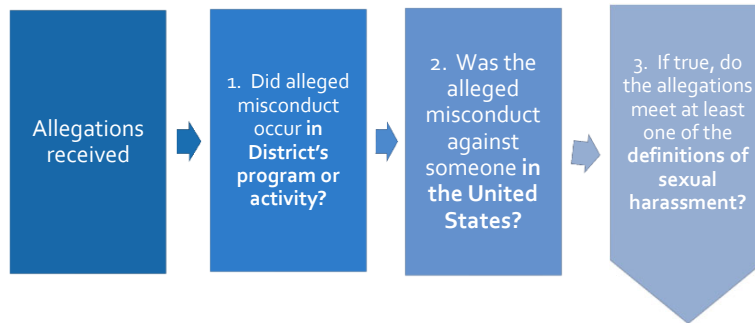 Allegations
received
1. Did alleged
misconduct
occur in
District's
program or
activity?
2. Was the
alleged
misconduct
against
someone in
the United
States?
3. If true, do
the allegations
meet at least
one of the
definitions of
sexual
harassment?